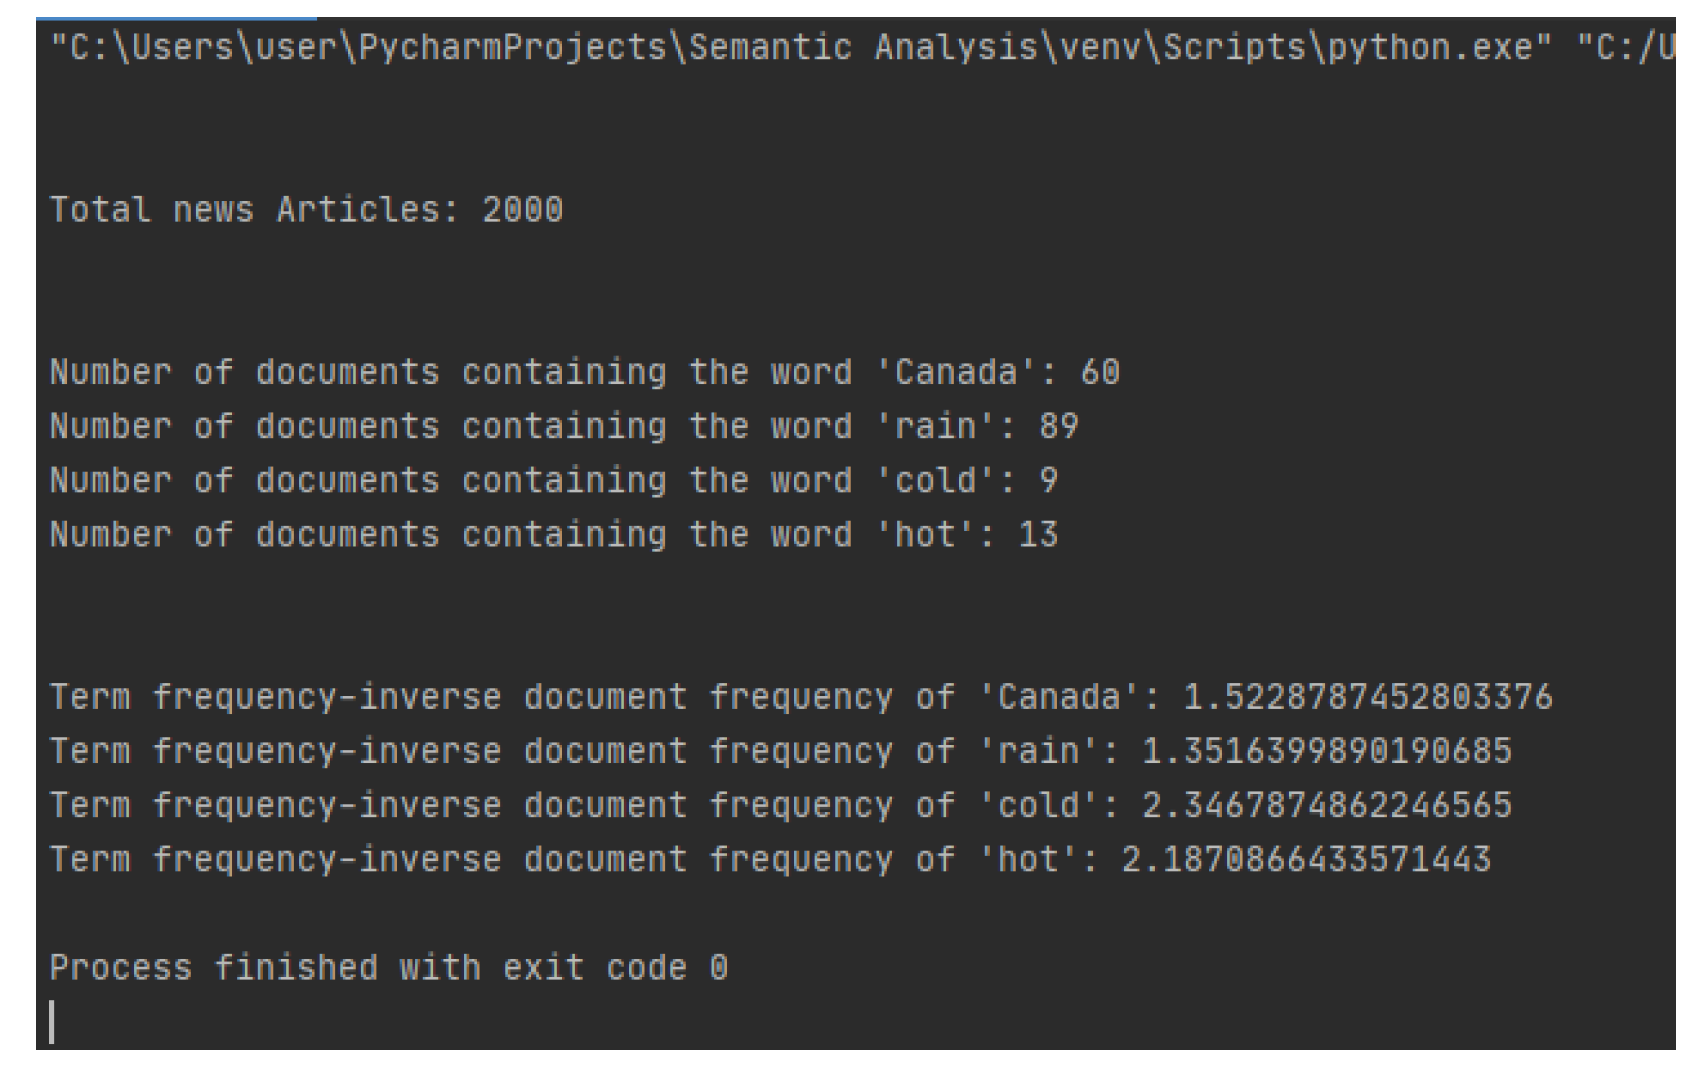 "C:\Users\user\PycharmProjects\Semantic Analysis\venv\Scripts\python.exe" "C:/U
Total news Articles: 2000
Number of documents containing the word 'Canada': 60
Number of documents containing the word 'rain': 89
Number of documents containing the word 'cold': 9
Number of documents containing the word 'hot': 13
Term frequency-inverse document frequency of 'Canada': 1.5228787452803376
Term frequency-inverse document frequency of 'rain': 1.3516399890190685
Term frequency-inverse document frequency of 'cold': 2.3467874862246565
Term frequency-inverse document frequency of 'hot': 2.1870866433571443
Process finished with exit code 0